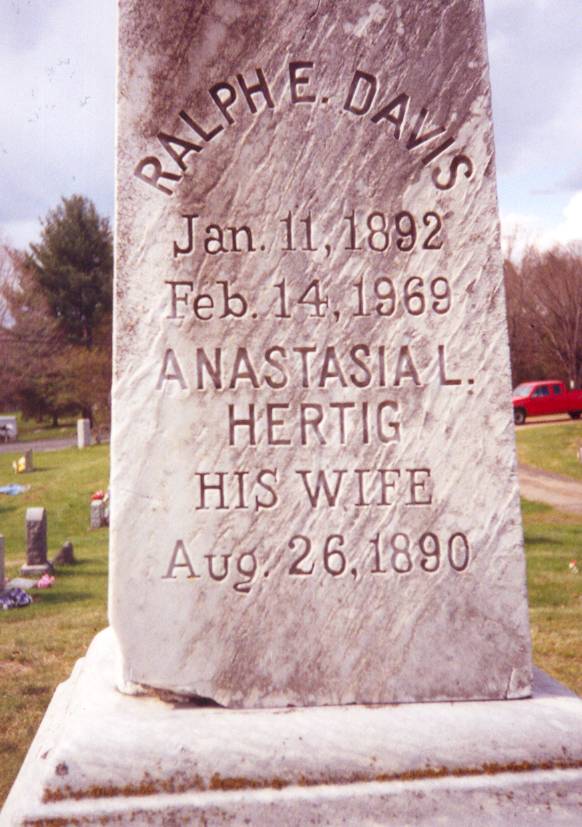 RALPH E. DAVIS
Jan. 11, 1892
Feb. 14, 1969
ANASTASIA L.
HERTIG
HIS WIFE
Aug. 26, 1890